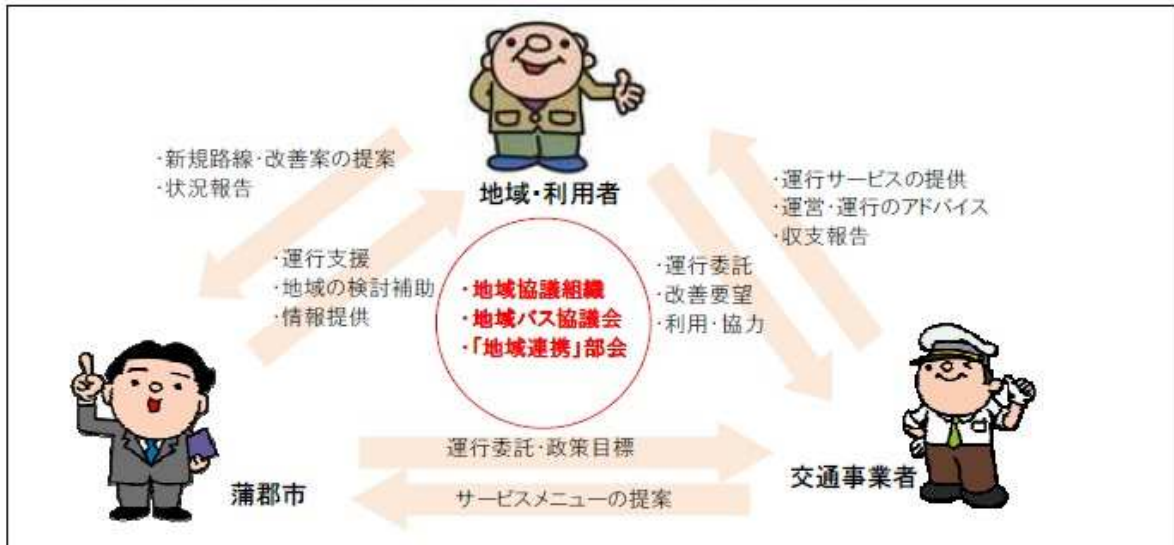 ・新規路線・改善案の提案
・状況報告
地域・利用者
・運行サービスの提供
・運営・運行のアドバイス
・収支報告
・運行支援
・地域の検討補助
・情報提供
・地域協議組織
・地域バス協議会
・「地域連携」部会
・運行委託
・改善要望
・利用・協力
蒲郡市
運行委託・政策目標
サービスメニューの提案
交通事業者